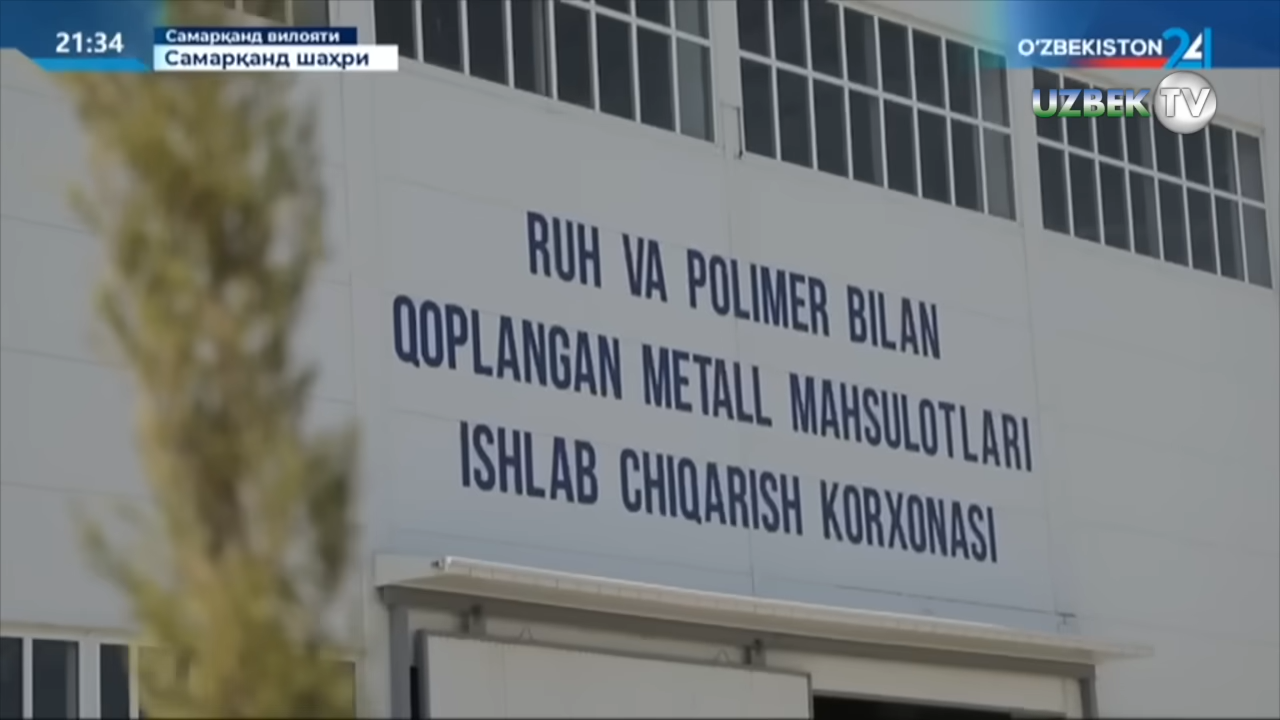 21:34
Самарқанд вилояти
Самарқанд шаҳри
O'ZBEKISTON 24
UZBEK TV
RUH VA POLIMER BILAN
QOPLANGAN METALL MAHSULOTLARI
ISHLAB CHIQARISH KORXONASI